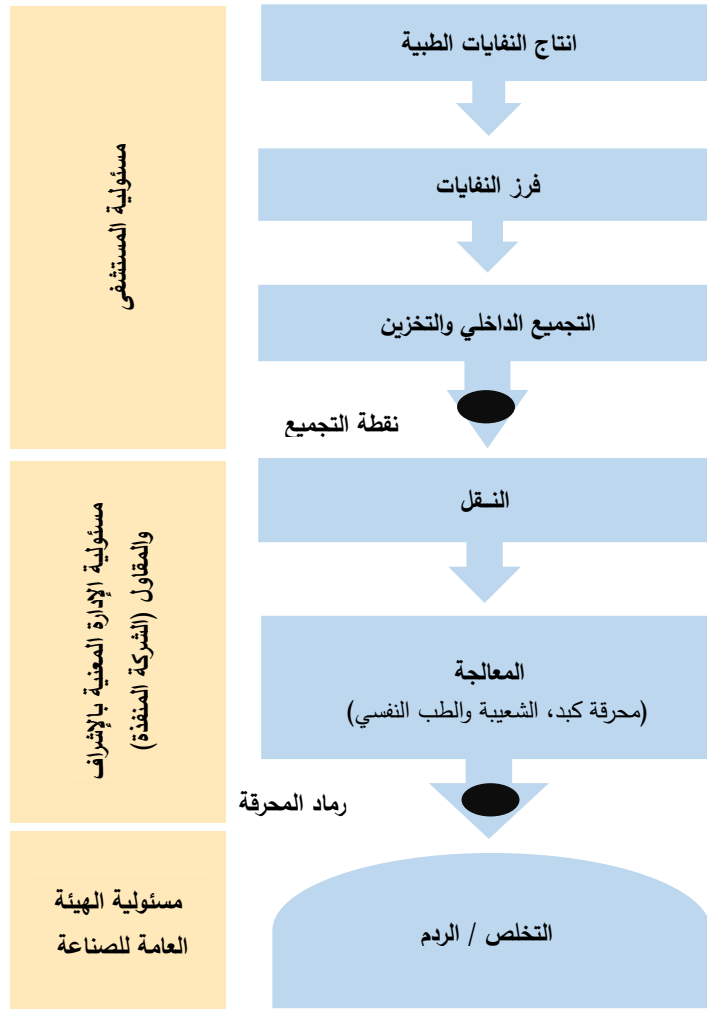 انتاج النفايات الطبية
فرز النفايات
التجميع الداخلي والتخزين
نقطة التجميع
مسئولية المستشفى
النــقل
المعالجة
(محرقة كبد، الشعيبة والطب النفسي)
رماد المحرقة
مسئولية الإدارة المعنية بالإشراف
والمقاول (الشركة المنفذة)
التخلص / الردم
مسئولية الهيئة
العامة للصناعة